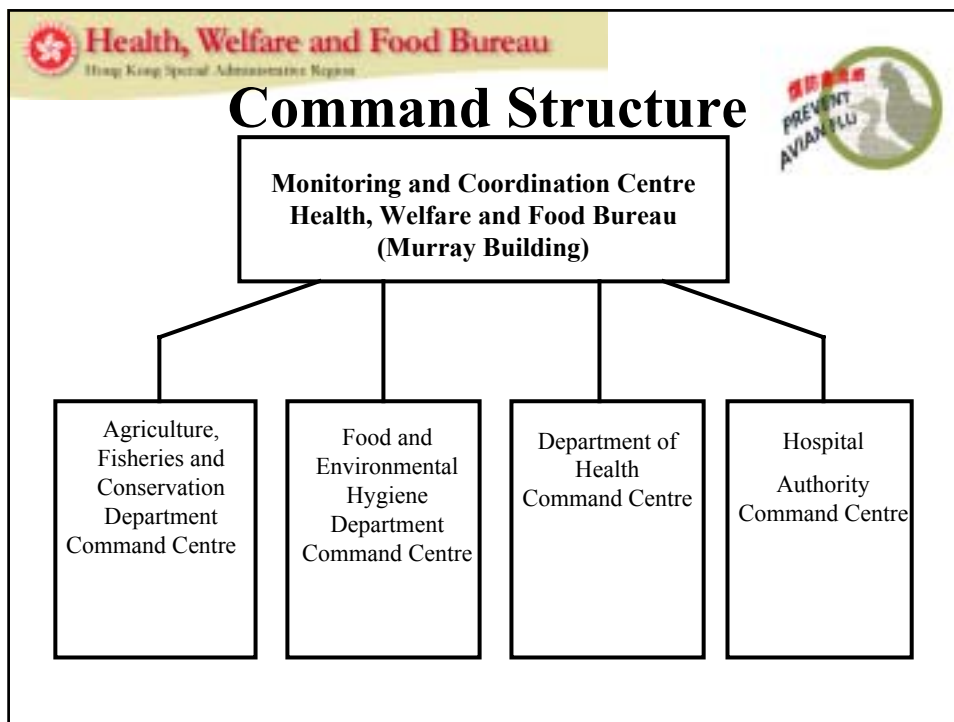 Health, Welfare and Food Bureau
Hong Kong Special Administrative Region
PREVENT
AVIAN FLU
Command Structure
Monitoring and Coordination Centre
Health, Welfare and Food Bureau
(Murray Building)
Agriculture,
Fisheries and
Conservation
Department
Command Centre
Food and
Environmental
Hygiene
Department
Command Centre
Department of
Health
Command Centre
Hospital
Authority
Command Centre